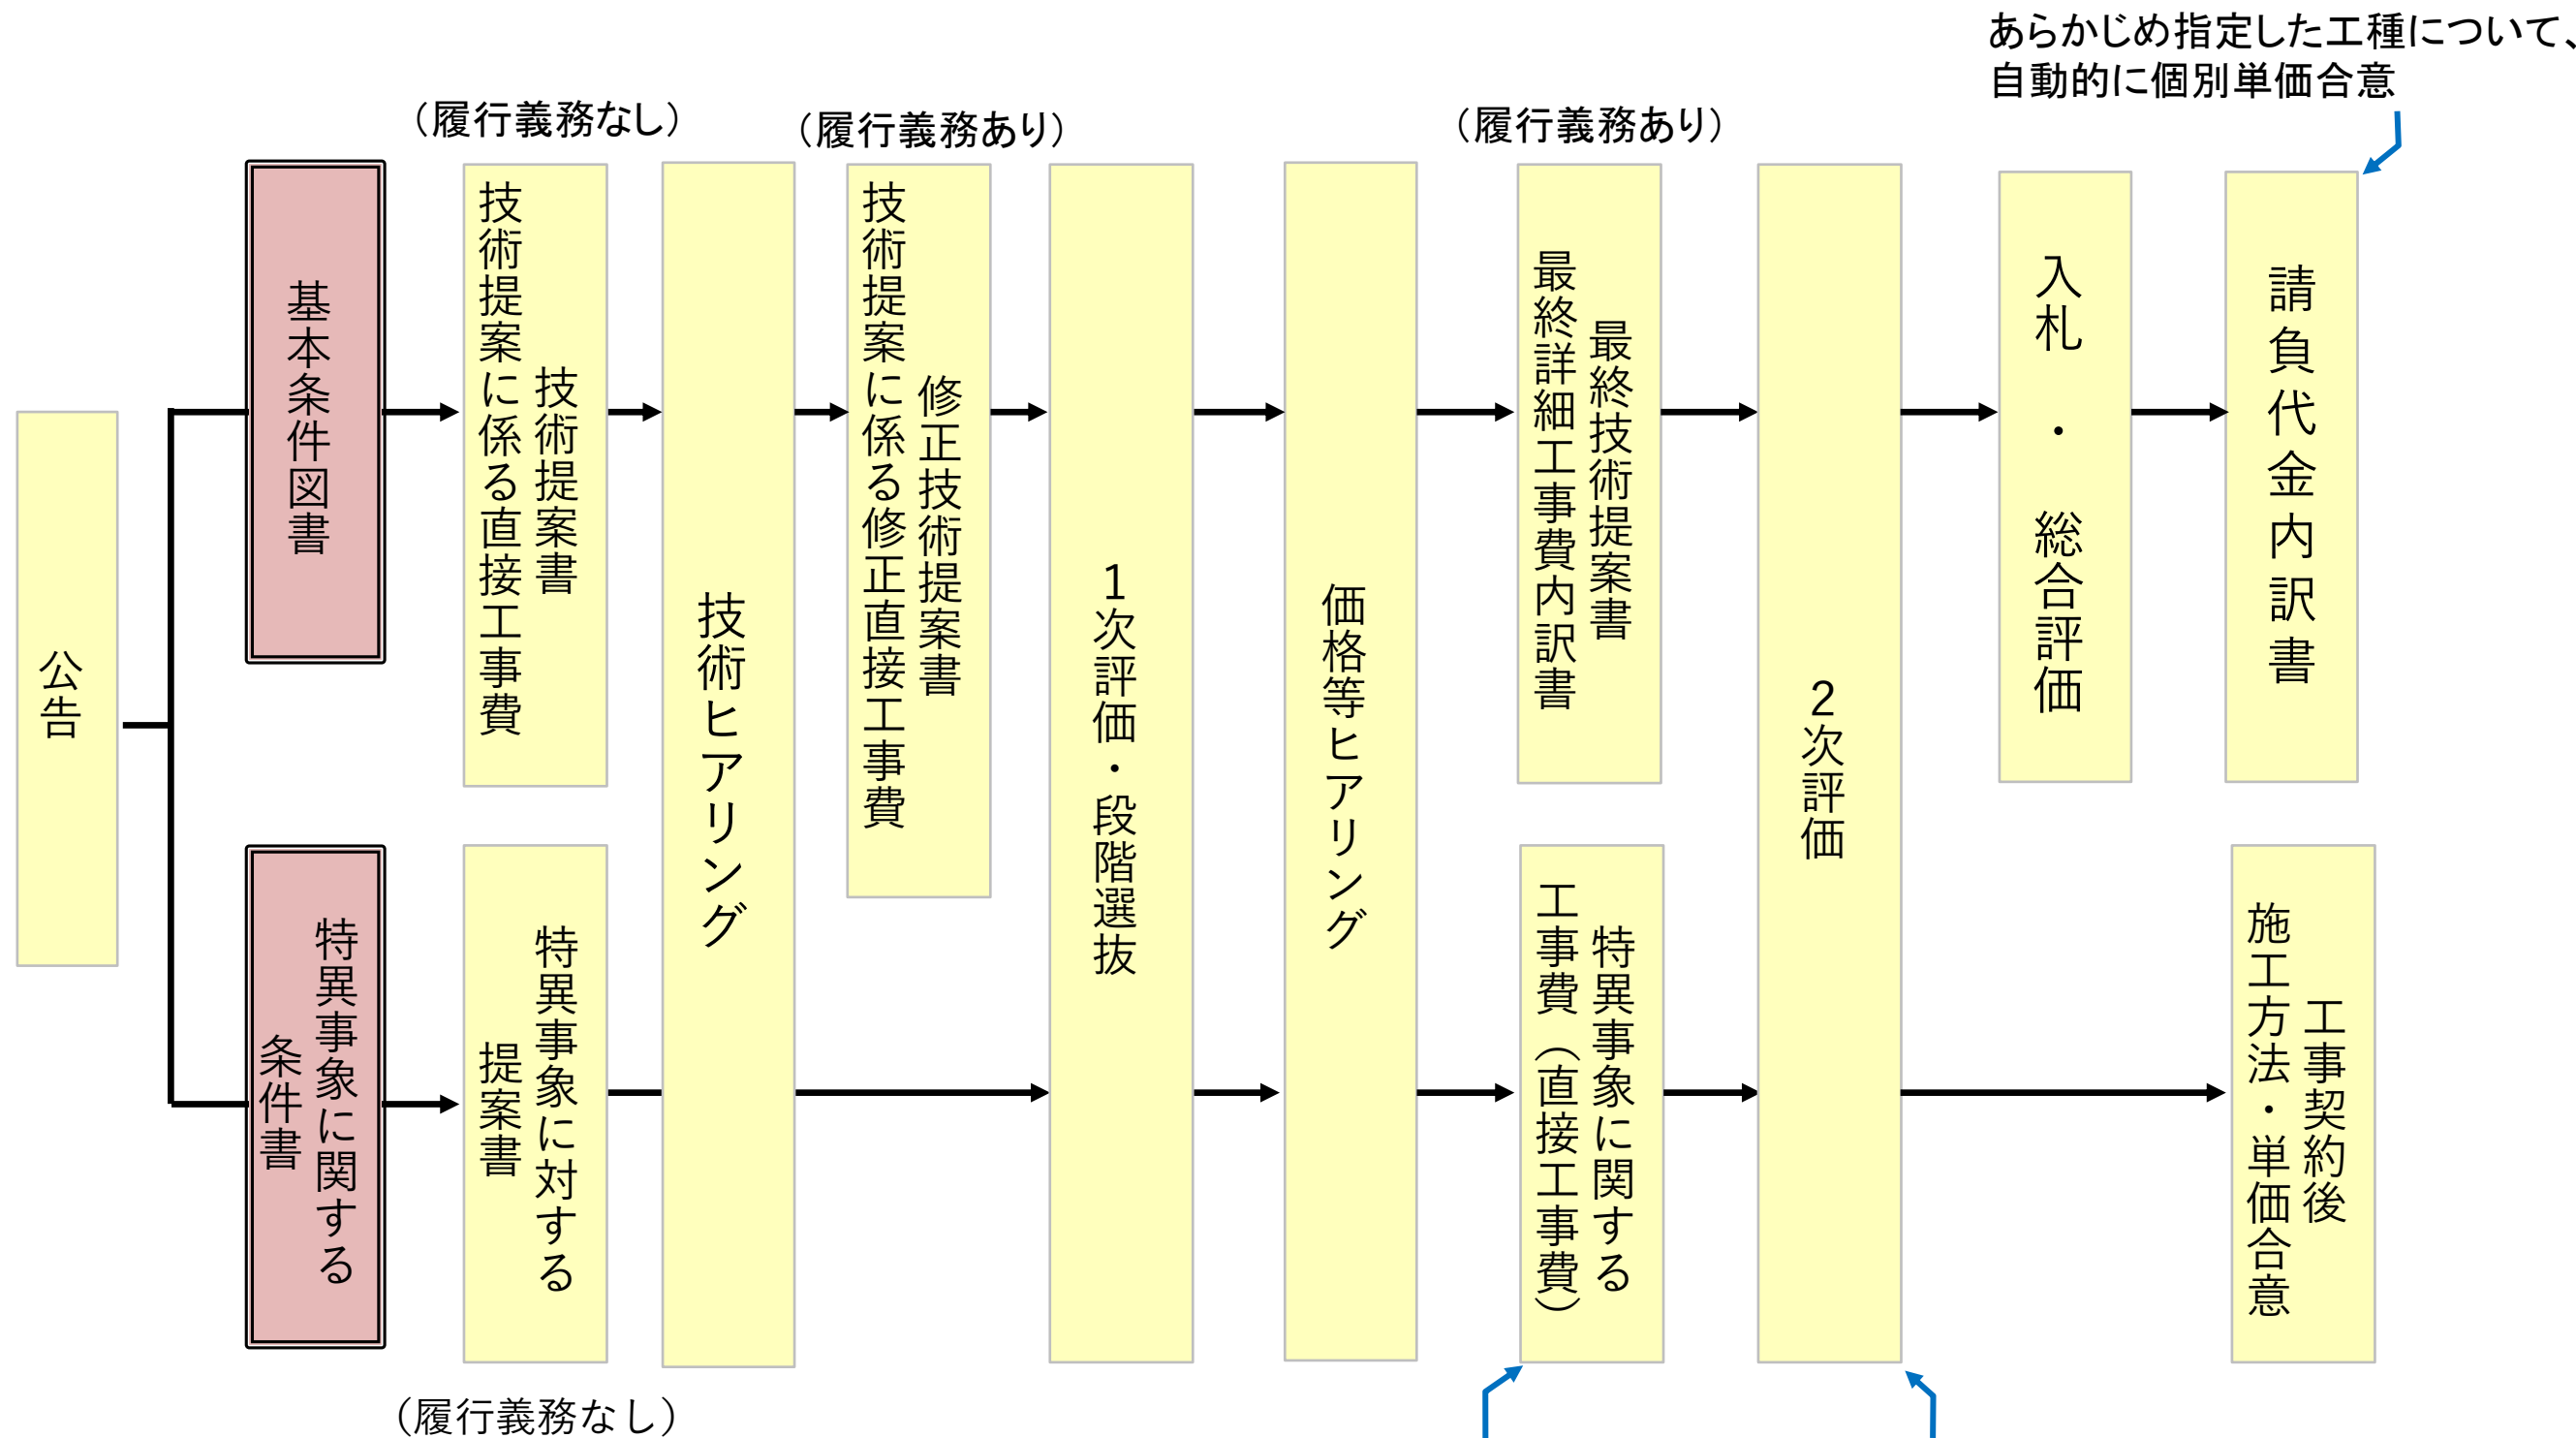 あらかじめ指定した工種について、
自動的に個別単価合意
（履行義務なし）
（履行義務あり）
（履行義務あり）
公告
基本条件図書
技術提案書
技術提案に係る直接工事費
技術ヒアリング
修正技術提案書
技術提案に係る修正直接工事費
1次評価・段階選抜
価格等ヒアリング
最終技術提案書
最終詳細工事費内訳書
2次評価
入札・総合評価
請負代金内訳書
特異事象に関する
条件書
特異事象に対する
提案書
特異事象に関する
工事費（直接工事費）
工事契約後
施工方法・単価合意
（履行義務なし）